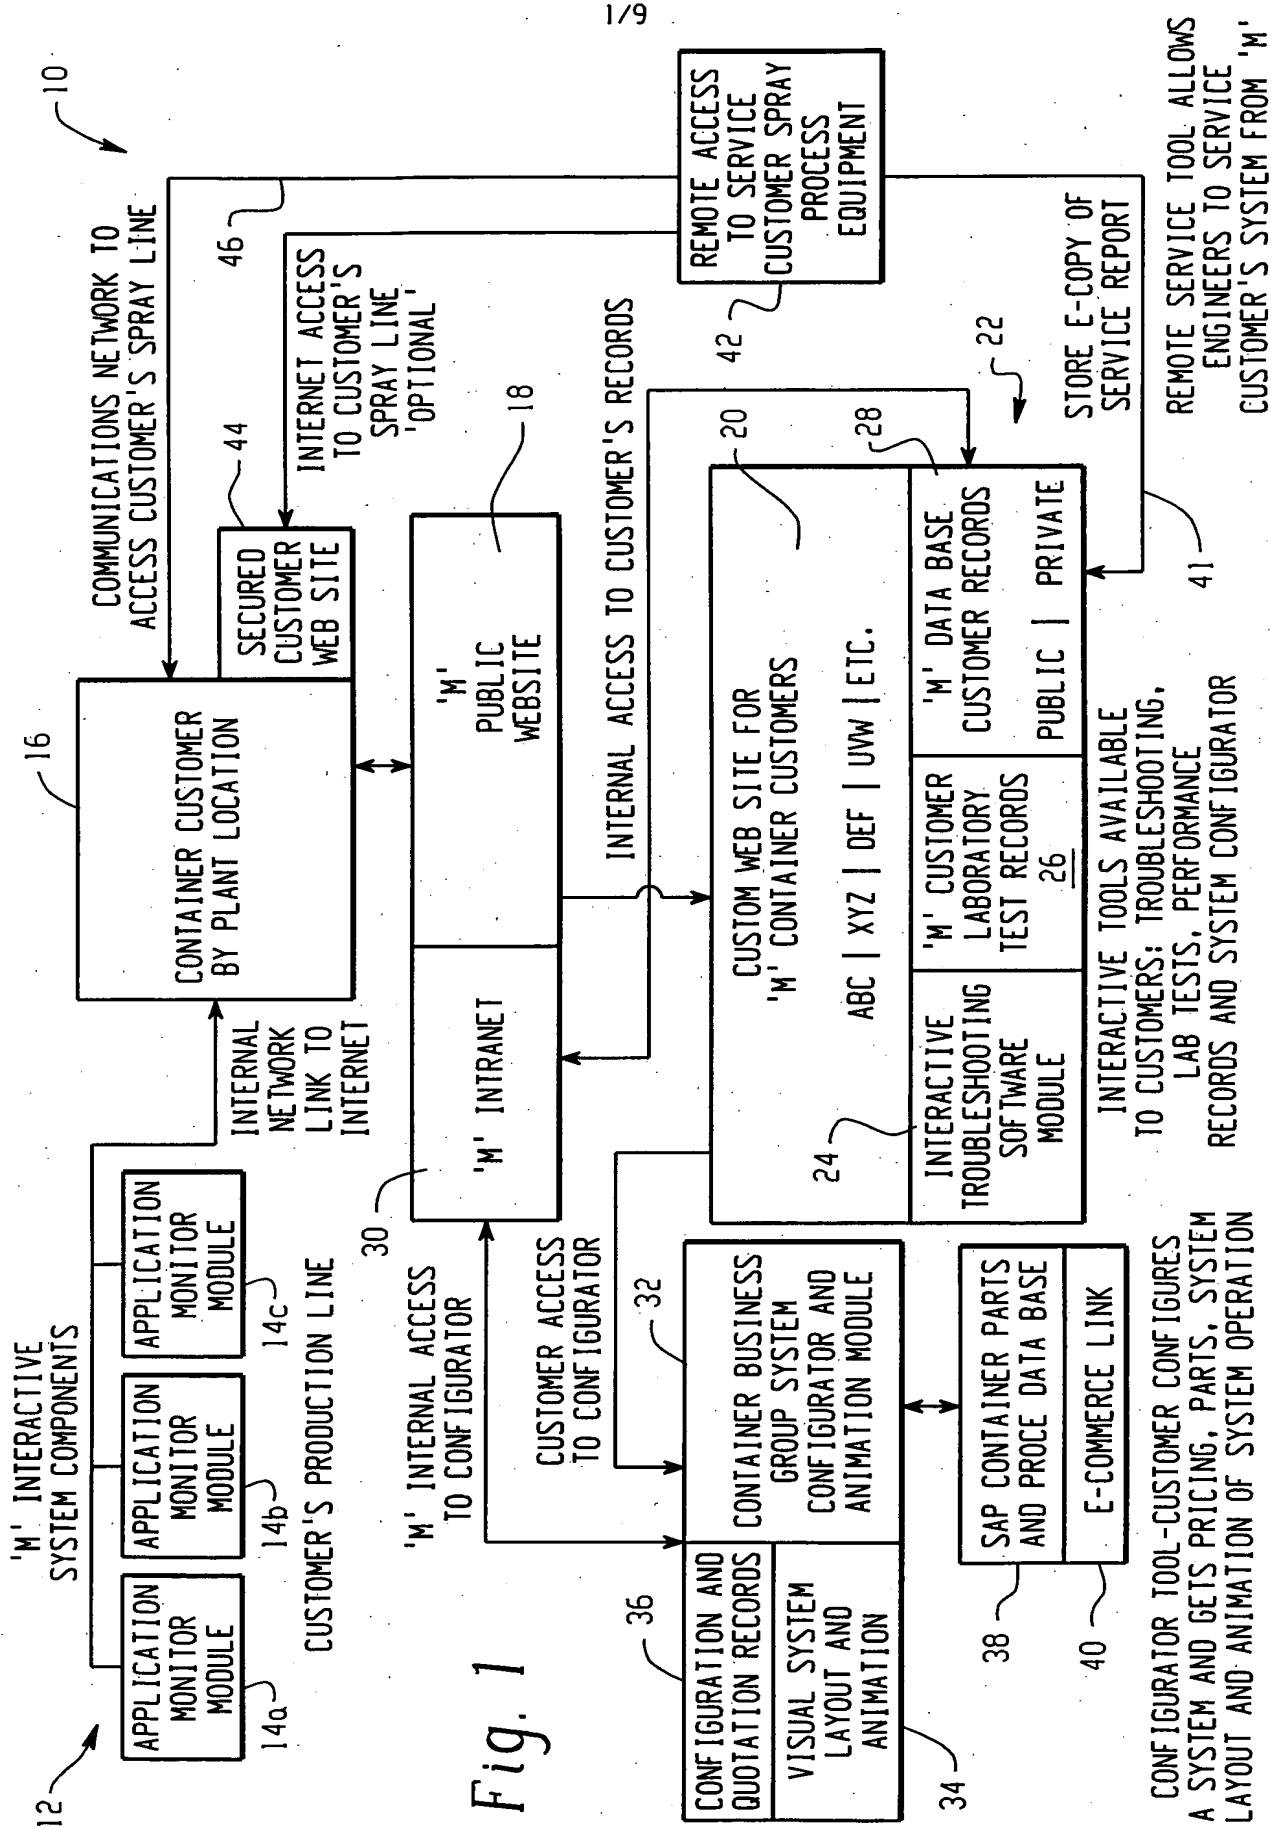 1/9
10
12
'M' INTERACTIVE
SYSTEM COMPONENTS
APPLICATION
MONITOR
MODULE
14a
APPLICATION
MONITOR
MODULE
14b
APPLICATION
MONITOR
MODULE
14c
CUSTOMER'S PRODUCTION LINE
INTERNAL
NETWORK
LINK TO
INTERNET
16
CONTAINER CUSTOMER
BY PLANT LOCATION
COMMUNICATIONS NETWORK TO
ACCESS CUSTOMER'S SPRAY LINE
46
44
SECURED
CUSTOMER
WEB SITE
INTERNET ACCESS
TO CUSTOMER'S
SPRAY LINE
'OPTIONAL'
Fig. 1
'M' INTERNAL ACCESS
TO CONFIGURATOR
30
'M' INTRANET
'M'
PUBLIC
WEBSITE
18
CUSTOMER ACCESS
TO CONFIGURATOR
INTERNAL ACCESS TO CUSTOMER'S RECORDS
42
REMOTE ACCESS
TO SERVICE
CUSTOMER SPRAY
PROCESS
EQUIPMENT
36
CONFIGURATION AND
QUOTATION RECORDS
VISUAL SYSTEM
LAYOUT AND
ANIMATION
34
32
CONTAINER BUSINESS
GROUP SYSTEM
CONFIGURATOR AND
ANIMATION MODULE
20
CUSTOM WEB SITE FOR
'M' CONTAINER CUSTOMERS
ABC | XYZ | DEF | UVW | ETC.
24
INTERACTIVE
TROUBLESHOOTING
SOFTWARE
MODULE
'M' CUSTOMER
LABORATORY
TEST RECORDS
26
28
'M' DATA BASE
CUSTOMER RECORDS
PUBLIC | PRIVATE
22
STORE E-COPY OF
SERVICE REPORT
41
38
SAP CONTAINER PARTS
AND PROCE DATA BASE
40
E-COMMERCE LINK
CONFIGURATOR TOOL-CUSTOMER CONFIGURES
A SYSTEM AND GETS PRICING, PARTS, SYSTEM
LAYOUT AND ANIMATION OF SYSTEM OPERATION
INTERACTIVE TOOLS AVAILABLE
TO CUSTOMERS: TROUBLESHOOTING,
LAB TESTS, PERFORMANCE
RECORDS AND SYSTEM CONFIGURATOR
REMOTE SERVICE TOOL ALLOWS
ENGINEERS TO SERVICE
CUSTOMER'S SYSTEM FROM 'M'